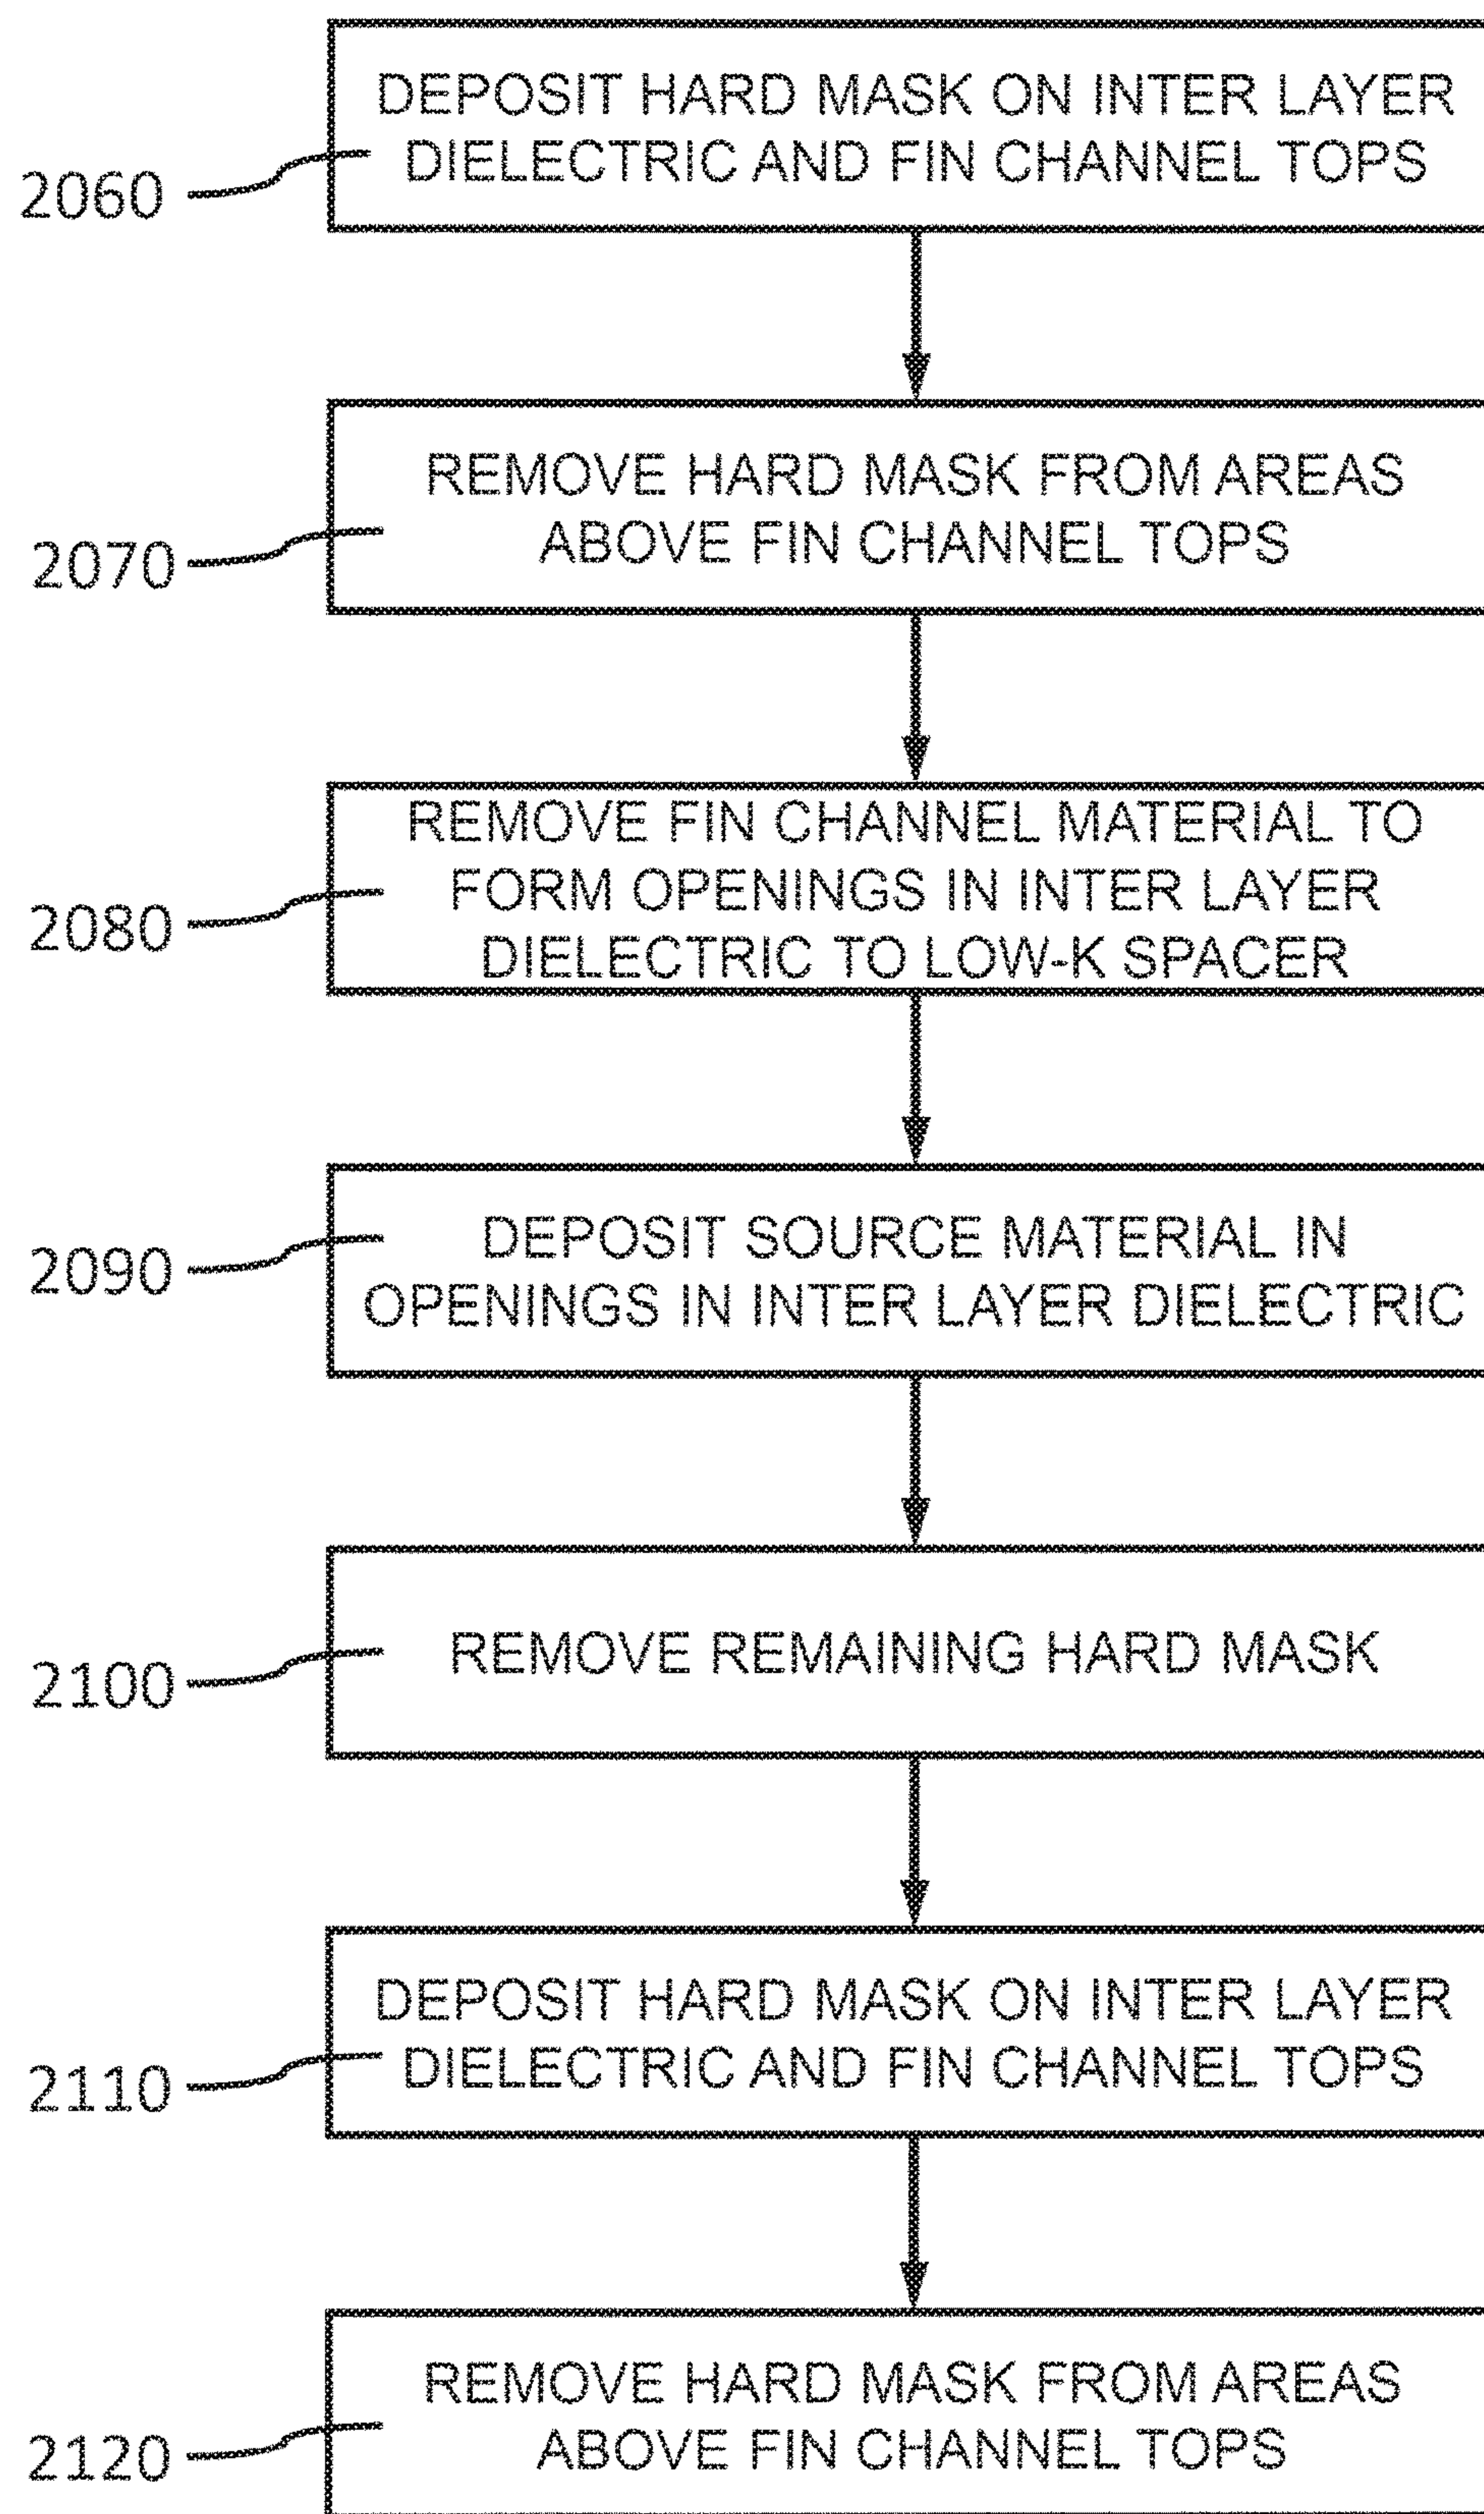 DEPOSIT HARD MASK ON INTER LAYER
DIELECTRIC AND FIN CHANNEL TOPS
2060
REMOVE HARD MASK FROM AREAS
ABOVE FIN CHANNEL TOPS
2070
REMOVE FIN CHANNEL MATERIAL TO
FORM OPENINGS IN INTER LAYER
DIELECTRIC TO LOW-K SPACER
2080
DEPOSIT SOURCE MATERIAL IN
OPENINGS IN INTER LAYER DIELECTRIC
2090
REMOVE REMAINING HARD MASK
2100
DEPOSIT HARD MASK ON INTER LAYER
DIELECTRIC AND FIN CHANNEL TOPS
2110
REMOVE HARD MASK FROM AREAS
ABOVE FIN CHANNEL TOPS
2120